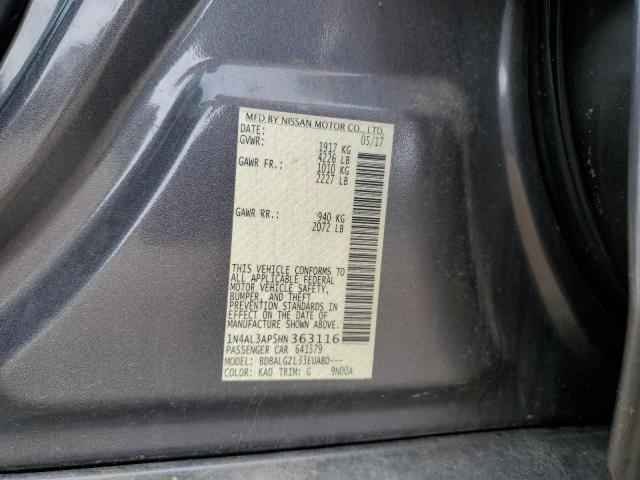 MFD BY NISSAN MOTOR CO., LTD.
DATE: 05/17
GVWR: 1917 KG
4226 LB
GAWR FR.: 1010 KG
2227 LB
GAWR RR.: 940 KG
2072 LB
THIS VEHICLE CONFORMS TO
ALL APPLICABLE FEDERAL
MOTOR VEHICLE SAFETY,
BUMPER, AND THEFT
PREVENTION STANDARDS IN
EFFECT ON THE DATE OF
MANUFACTURE SHOWN ABOVE.
1N4AL3AP5HN 363116
PASSENGER CAR 641579
MODEL: BDBALGZL33EUABD---
COLOR: KAD TRIM: G 9N00A